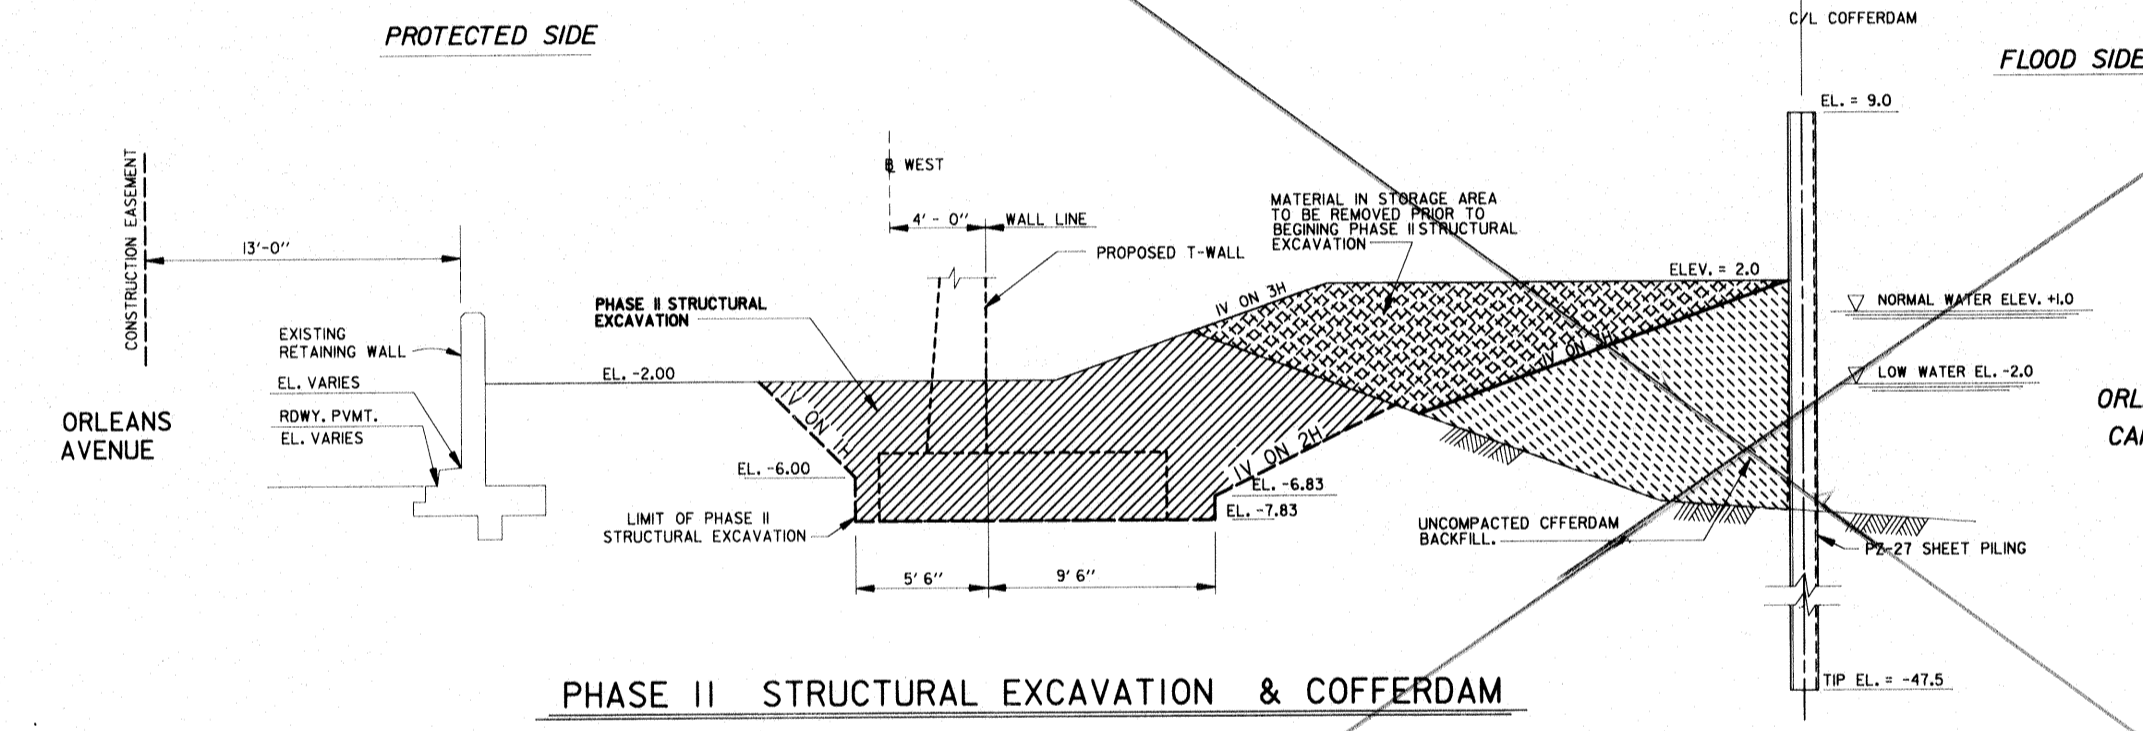 PROTECTED SIDE
C/L COFFERDAM
FLOOD SIDE
EL. = 9.0
CONSTRUCTION EASEMENT
WEST
4' - 0"
WALL LINE
13'-0"
PROPOSED T-WALL
MATERIAL IN STORAGE AREA
TO BE REMOVED PRIOR TO
BEGINING PHASE II STRUCTURAL
EXCAVATION
ELEV. = 2.0
NORMAL WATER ELEV. +1.0
PHASE II STRUCTURAL
EXCAVATION
1V ON 3H
EXISTING
RETAINING WALL
EL. -2.00
1V ON 3H
LOW WATER EL. -2.0
EL. VARIES
RDWY. PVMT.
EL. VARIES
ORLEANS
AVENUE
1V ON 1H
1V ON 2H
ORL
CA
EL. -6.00
EL. -6.83
EL. -7.83
LIMIT OF PHASE II
STRUCTURAL EXCAVATION
UNCOMPACTED CFFERDAM
BACKFILL.
PZ-27 SHEET PILING
5' 6"
9' 6"
TIP EL. = -47.5
PHASE II STRUCTURAL EXCAVATION & COFFERDAM